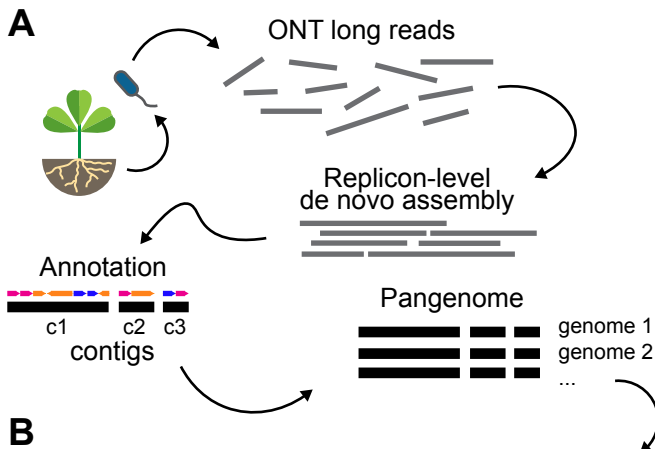 A
ONT long reads
Replicon-level
de novo assembly
Annotation
c1 c2 c3
contigs
Pangenome
genome 1
genome 2
...
B